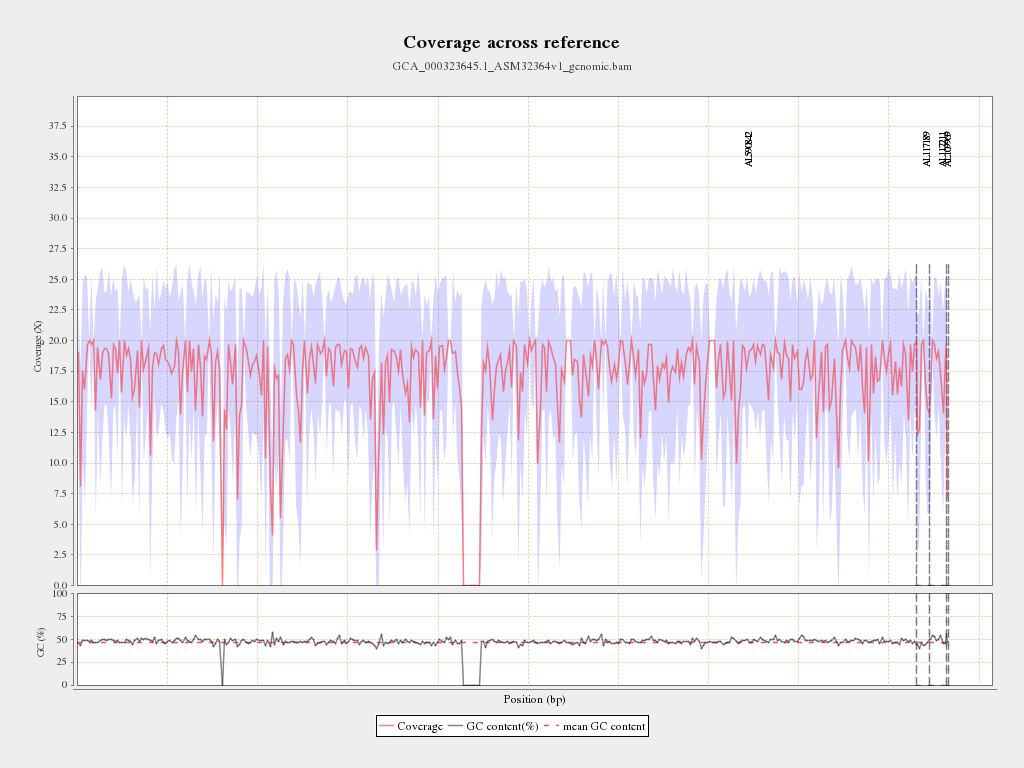 Coverage across reference
GCA_000323645.1_ASM32364v1_genomic.bam
Coverage (X)
37.5
35.0
32.5
30.0
27.5
25.0
22.5
20.0
17.5
15.0
12.5
10.0
7.5
5.0
2.5
0.0
AL590842
AL117189
AL117211
AL109969
GC (%)
100
75
50
25
0
Position (bp)
Coverage GC content(%) mean GC content